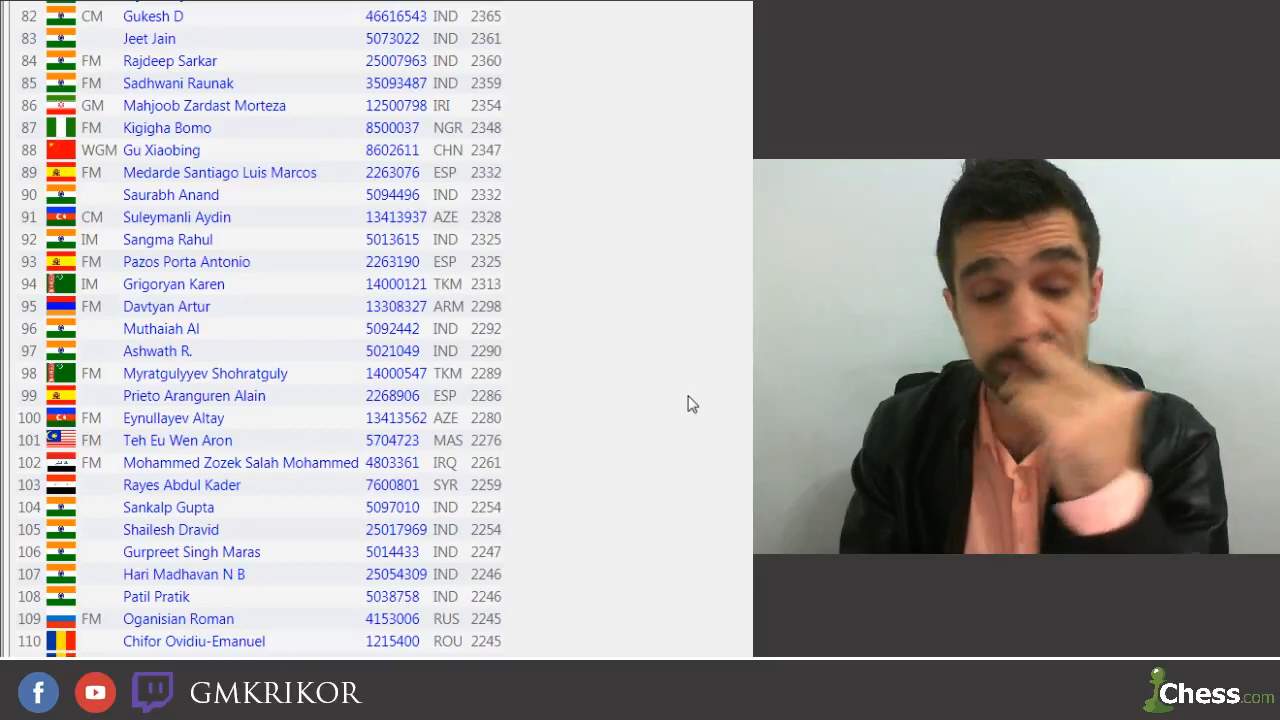 82 CM Gukesh D 46616543 IND 2365
83 Jeet Jain 5073022 IND 2361
84 FM Rajdeep Sarkar 25007963 IND 2360
85 FM Sadhwani Raunak 35093487 IND 2359
86 GM Mahjoob Zardast Morteza 12500798 IRI 2354
87 FM Kigigha Bomo 8500037 NGR 2348
88 WGM Gu Xiaobing 8602611 CHN 2347
89 FM Medarde Santiago Luis Marcos 2263076 ESP 2332
90 Saurabh Anand 5094496 IND 2332
91 CM Suleymanli Aydin 13413937 AZE 2328
92 IM Sangma Rahul 5013615 IND 2325
93 FM Pazos Porta Antonio 2263190 ESP 2325
94 IM Grigoryan Karen 14000121 TKM 2313
95 FM Davtyan Artur 13308327 ARM 2298
96 Muthaiah Al 5092442 IND 2292
97 Ashwath R. 5021049 IND 2290
98 FM Myratgulyyev Shohratguly 14000547 TKM 2289
99 Prieto Aranguren Alain 2268906 ESP 2286
100 FM Eynullayev Altay 13413562 AZE 2280
101 FM Teh Eu Wen Aron 5704723 MAS 2276
102 FM Mohammed Zozek Salah Mohammed 4803361 IRQ 2261
103 Rayes Abdul Kader 7600801 SYR 2259
104 Sankalp Gupta 5097010 IND 2254
105 Shailesh Dravid 25017969 IND 2254
106 Gurpreet Singh Maras 5014433 IND 2247
107 Hari Madhavan N B 25054309 IND 2246
108 Patil Pratik 5038758 IND 2246
109 FM Oganisian Roman 4153006 RUS 2245
110 Chifor Ovidiu-Emanuel 1215400 ROU 2245
f GMKRIKOR Chess.com